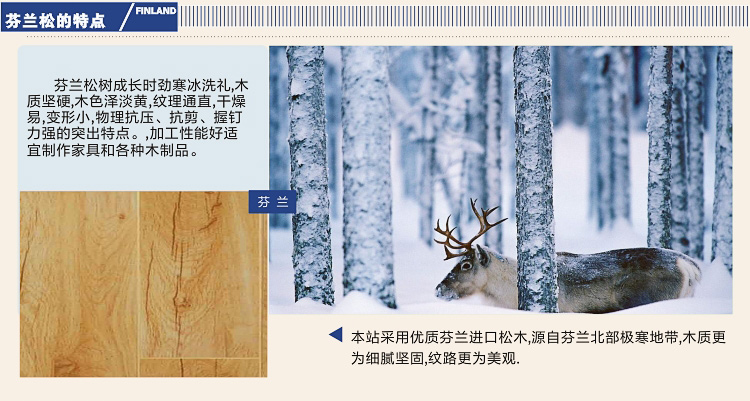 芬兰松的特点
FINLAND
芬兰松树成长时劲寒冰洗礼,木
质坚硬,木色泽淡黄,纹理通直,干燥
易,变形小,物理抗压、抗剪、握钉
力强的突出特点。,加工性能好适
宜制作家具和各种木制品。
芬兰
本站采用优质芬兰进口松木,源自芬兰北部极寒地带,木质更
为细腻坚固,纹路更为美观.